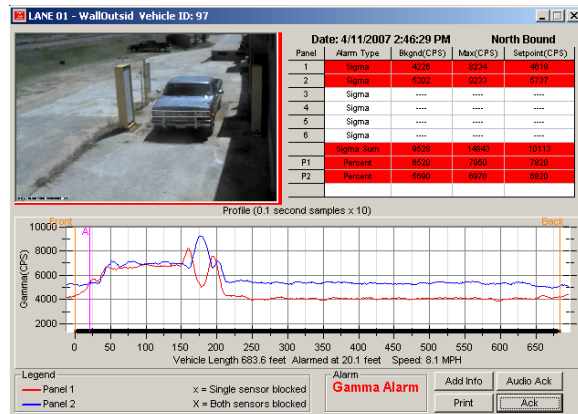 LANE 01 - WallOutsid Vehicle ID: 97
Date: 4/11/2007 2:46:29 PM North Bound
Panel Alarm Type Bkgnd(CPS) Max(CPS) Setpoint(CPS)
1 Sigma 4226 8234 4619
2 Sigma 5302 9233 5737
3 Sigma ---- ---- ----
4 Sigma ---- ---- ----
5 Sigma ---- ---- ----
6 Sigma ---- ---- ----
Sigma Sum 9528 14843 10113
P1 Percent 6520 7950 7820
P2 Percent 5690 6970 6820
Profile (0.1 second samples x 10)
Front Back
A
Gamma(CPS)
10000
8000
6000
4000
2000
0 50 100 150 200 250 300 350 400 450 500 550 600 650
Vehicle Length 683.6 feet Alarmed at 20.1 feet Speed: 8.1 MPH
Legend
Panel 1 x = Single sensor blocked
Panel 2 X = Both sensors blocked
Alarm
Gamma Alarm
Add Info Audio Ack
Print Ack